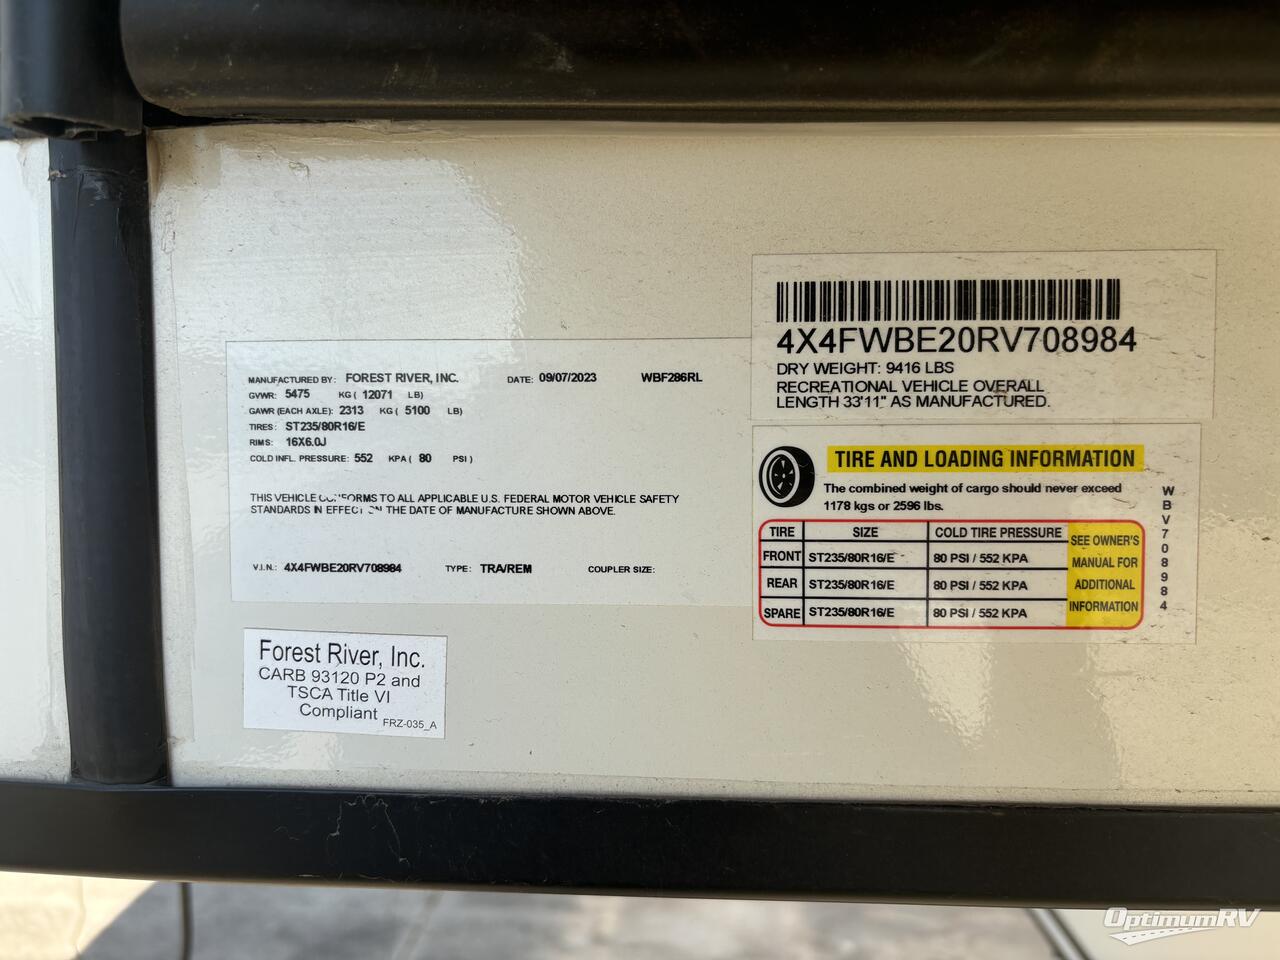 MANUFACTURED BY: FOREST RIVER, INC. DATE: 09/07/2023 WBF286RL
GVWR: 5475 KG ( 12071 LB)
GAWR (EACH AXLE): 2313 KG ( 5100 LB)
TIRES: ST235/80R16/E
RIMS: 16X6.0J
COLD INFL. PRESSURE: 552 KPA ( 80 PSI )
THIS VEHICLE CONFORMS TO ALL APPLICABLE U.S. FEDERAL MOTOR VEHICLE SAFETY
STANDARDS IN EFFECT ON THE DATE OF MANUFACTURE SHOWN ABOVE.
V.I.N.: 4X4FWBE20RV708984 TYPE: TRA/REM COUPLER SIZE:
Forest River, Inc.
CARB 93120 P2 and
TSCA Title VI
Compliant FRZ-035_A
4X4FWBE20RV708984
DRY WEIGHT: 9416 LBS
RECREATIONAL VEHICLE OVERALL
LENGTH 33'11" AS MANUFACTURED.
TIRE AND LOADING INFORMATION
The combined weight of cargo should never exceed
1178 kgs or 2596 lbs.
TIRE SIZE COLD TIRE PRESSURE
FRONT ST235/80R16/E 80 PSI / 552 KPA
REAR ST235/80R16/E 80 PSI / 552 KPA
SPARE ST235/80R16/E 80 PSI / 552 KPA
SEE OWNER'S
MANUAL FOR
ADDITIONAL
INFORMATION
WBV708984
OptimumRV